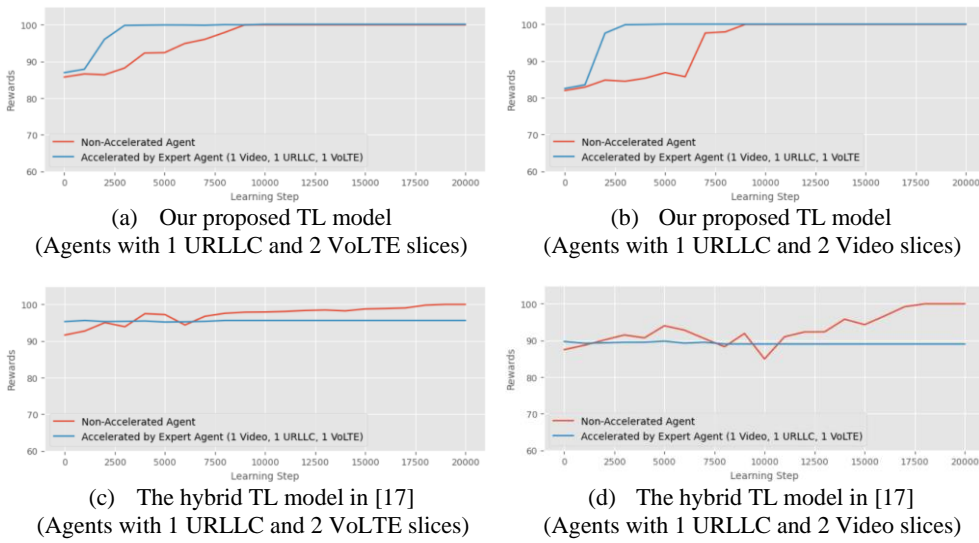 100
90
80
70
60
Rewards
Non-Accelerated Agent
Accelerated by Expert Agent (1 Video, 1 URLLC, 1 VoLTE)
0 2500 5000 7500 10000 12500 15000 17500 20000
Learning Step
(a) Our proposed TL model
(Agents with 1 URLLC and 2 VoLTE slices)
100
90
80
70
60
Rewards
Non-Accelerated Agent
Accelerated by Expert Agent (1 Video, 1 URLLC, 1 VoLTE
0 2500 5000 7500 10000 12500 15000 17500 20000
Learning Step
(b) Our proposed TL model
(Agents with 1 URLLC and 2 Video slices)
100
90
80
70
60
Rewards
Non-Accelerated Agent
Accelerated by Expert Agent (1 Video, 1 URLLC, 1 VoLTE)
0 2500 5000 7500 10000 12500 15000 17500 20000
Learning Step
(c) The hybrid TL model in [17]
(Agents with 1 URLLC and 2 VoLTE slices)
100
90
80
70
60
Rewards
Non-Accelerated Agent
Accelerated by Expert Agent (1 Video, 1 URLLC, 1 VoLTE)
0 2500 5000 7500 10000 12500 15000 17500 20000
Learning Step
(d) The hybrid TL model in [17]
(Agents with 1 URLLC and 2 Video slices)